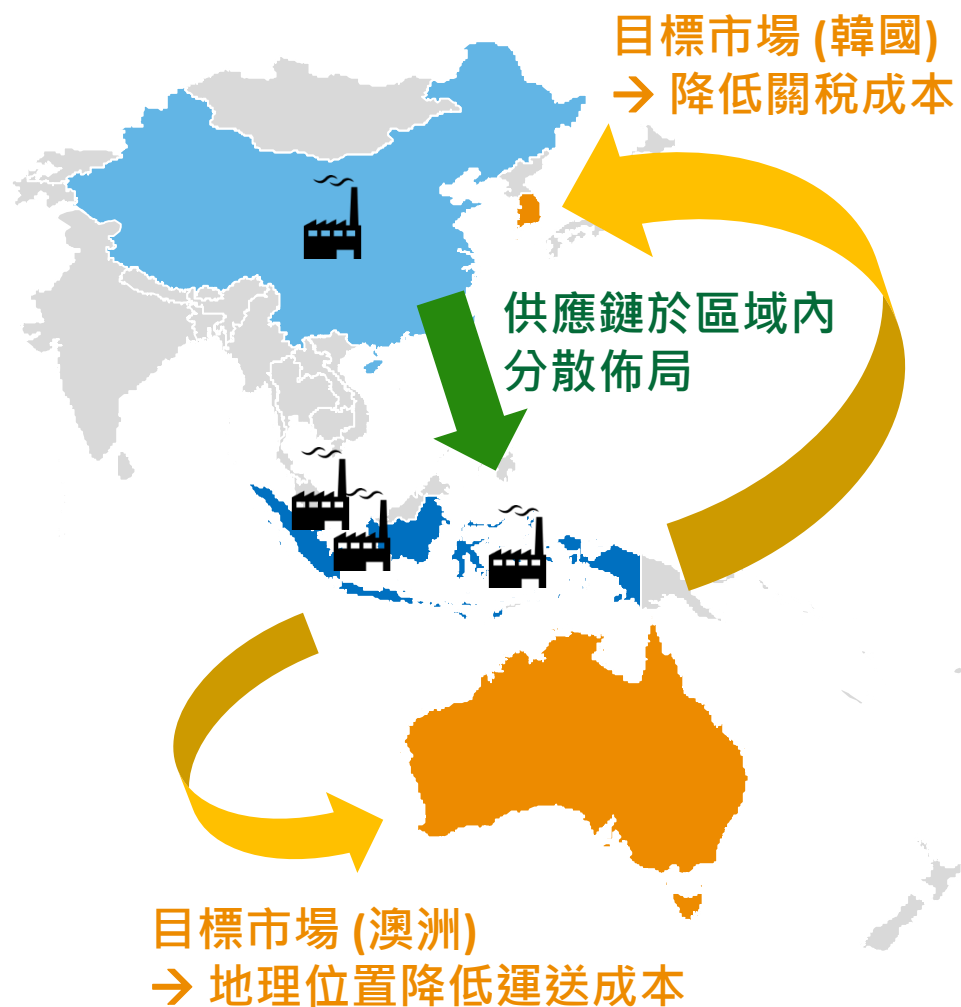 目標市場 (韓國)
→ 降低關稅成本
供應鏈於區域內
分散佈局
目標市場 (澳洲)
→ 地理位置降低運送成本